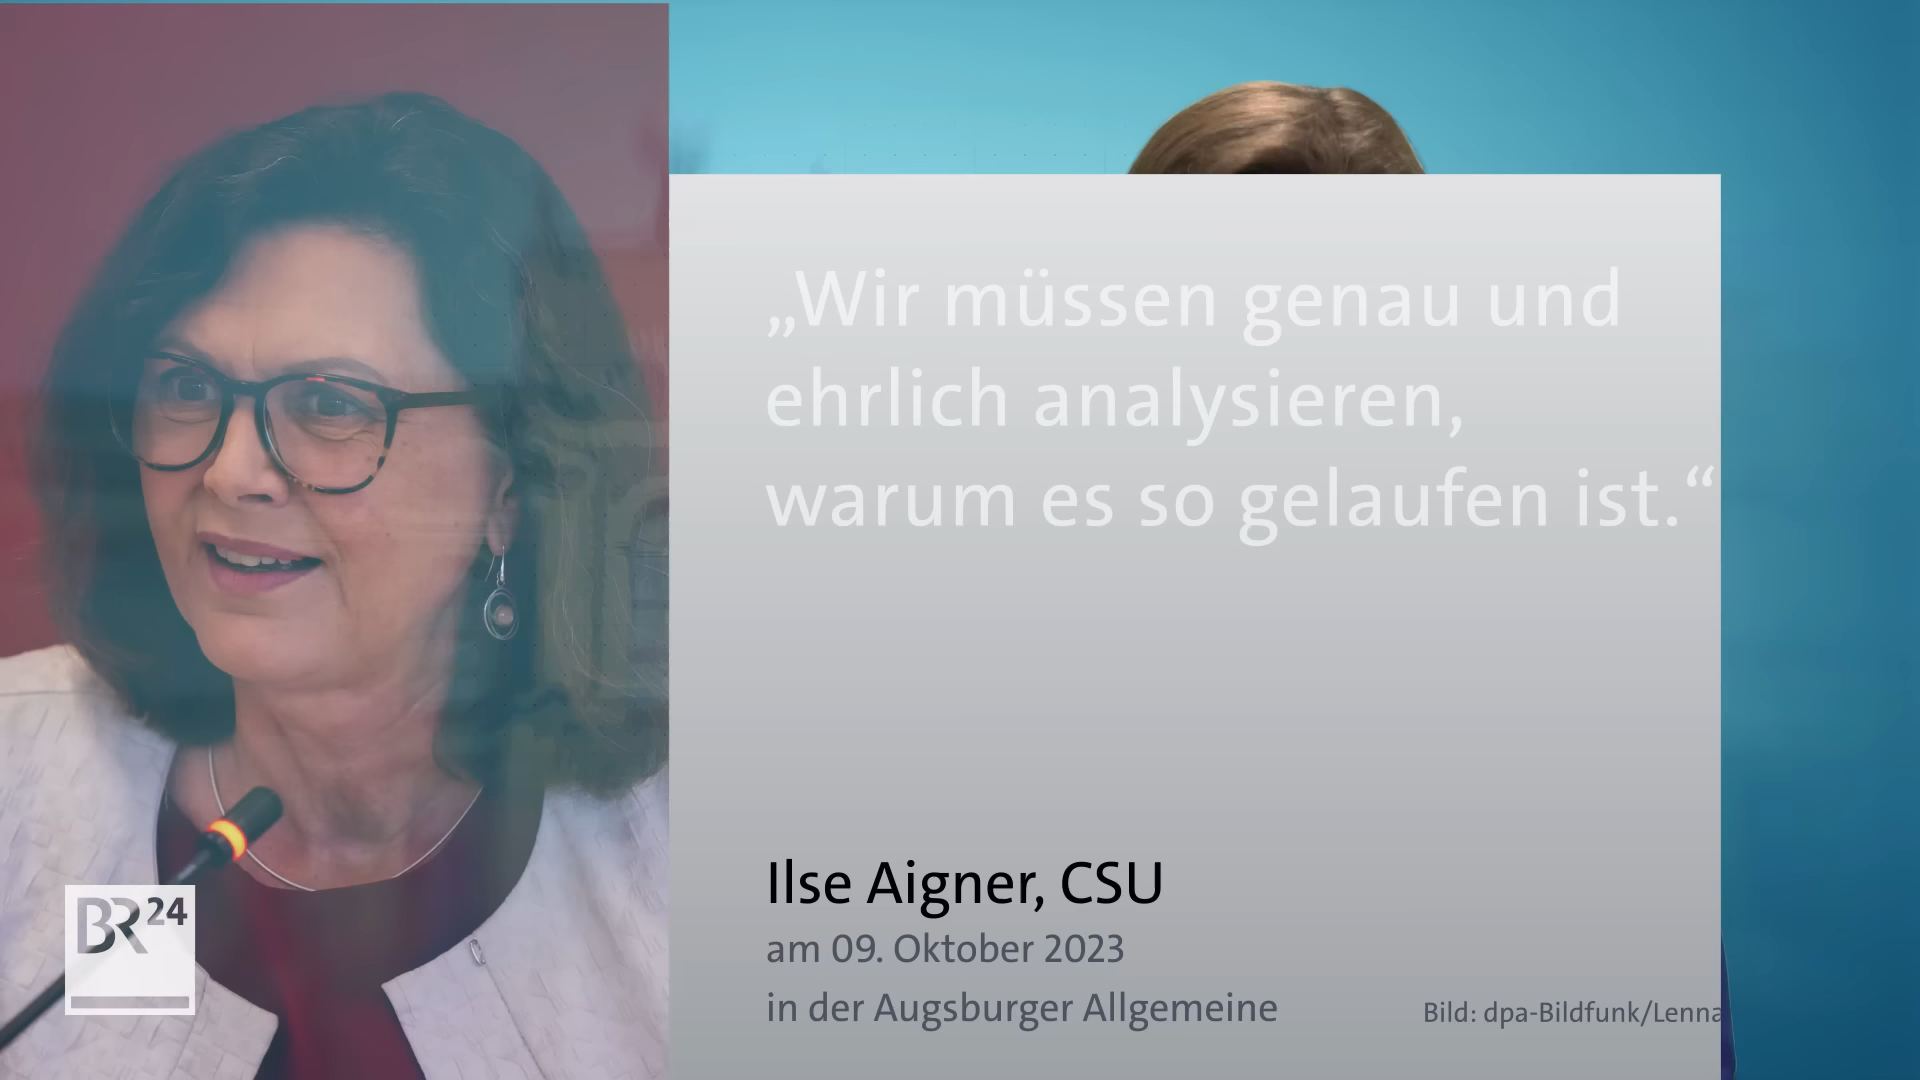 „Wir müssen genau und
ehrlich analysieren,
warum es so gelaufen ist.“
Ilse Aigner, CSU
am 09. Oktober 2023
in der Augsburger Allgemeine
Bild: dpa-Bildfunk/Lenna
BR24